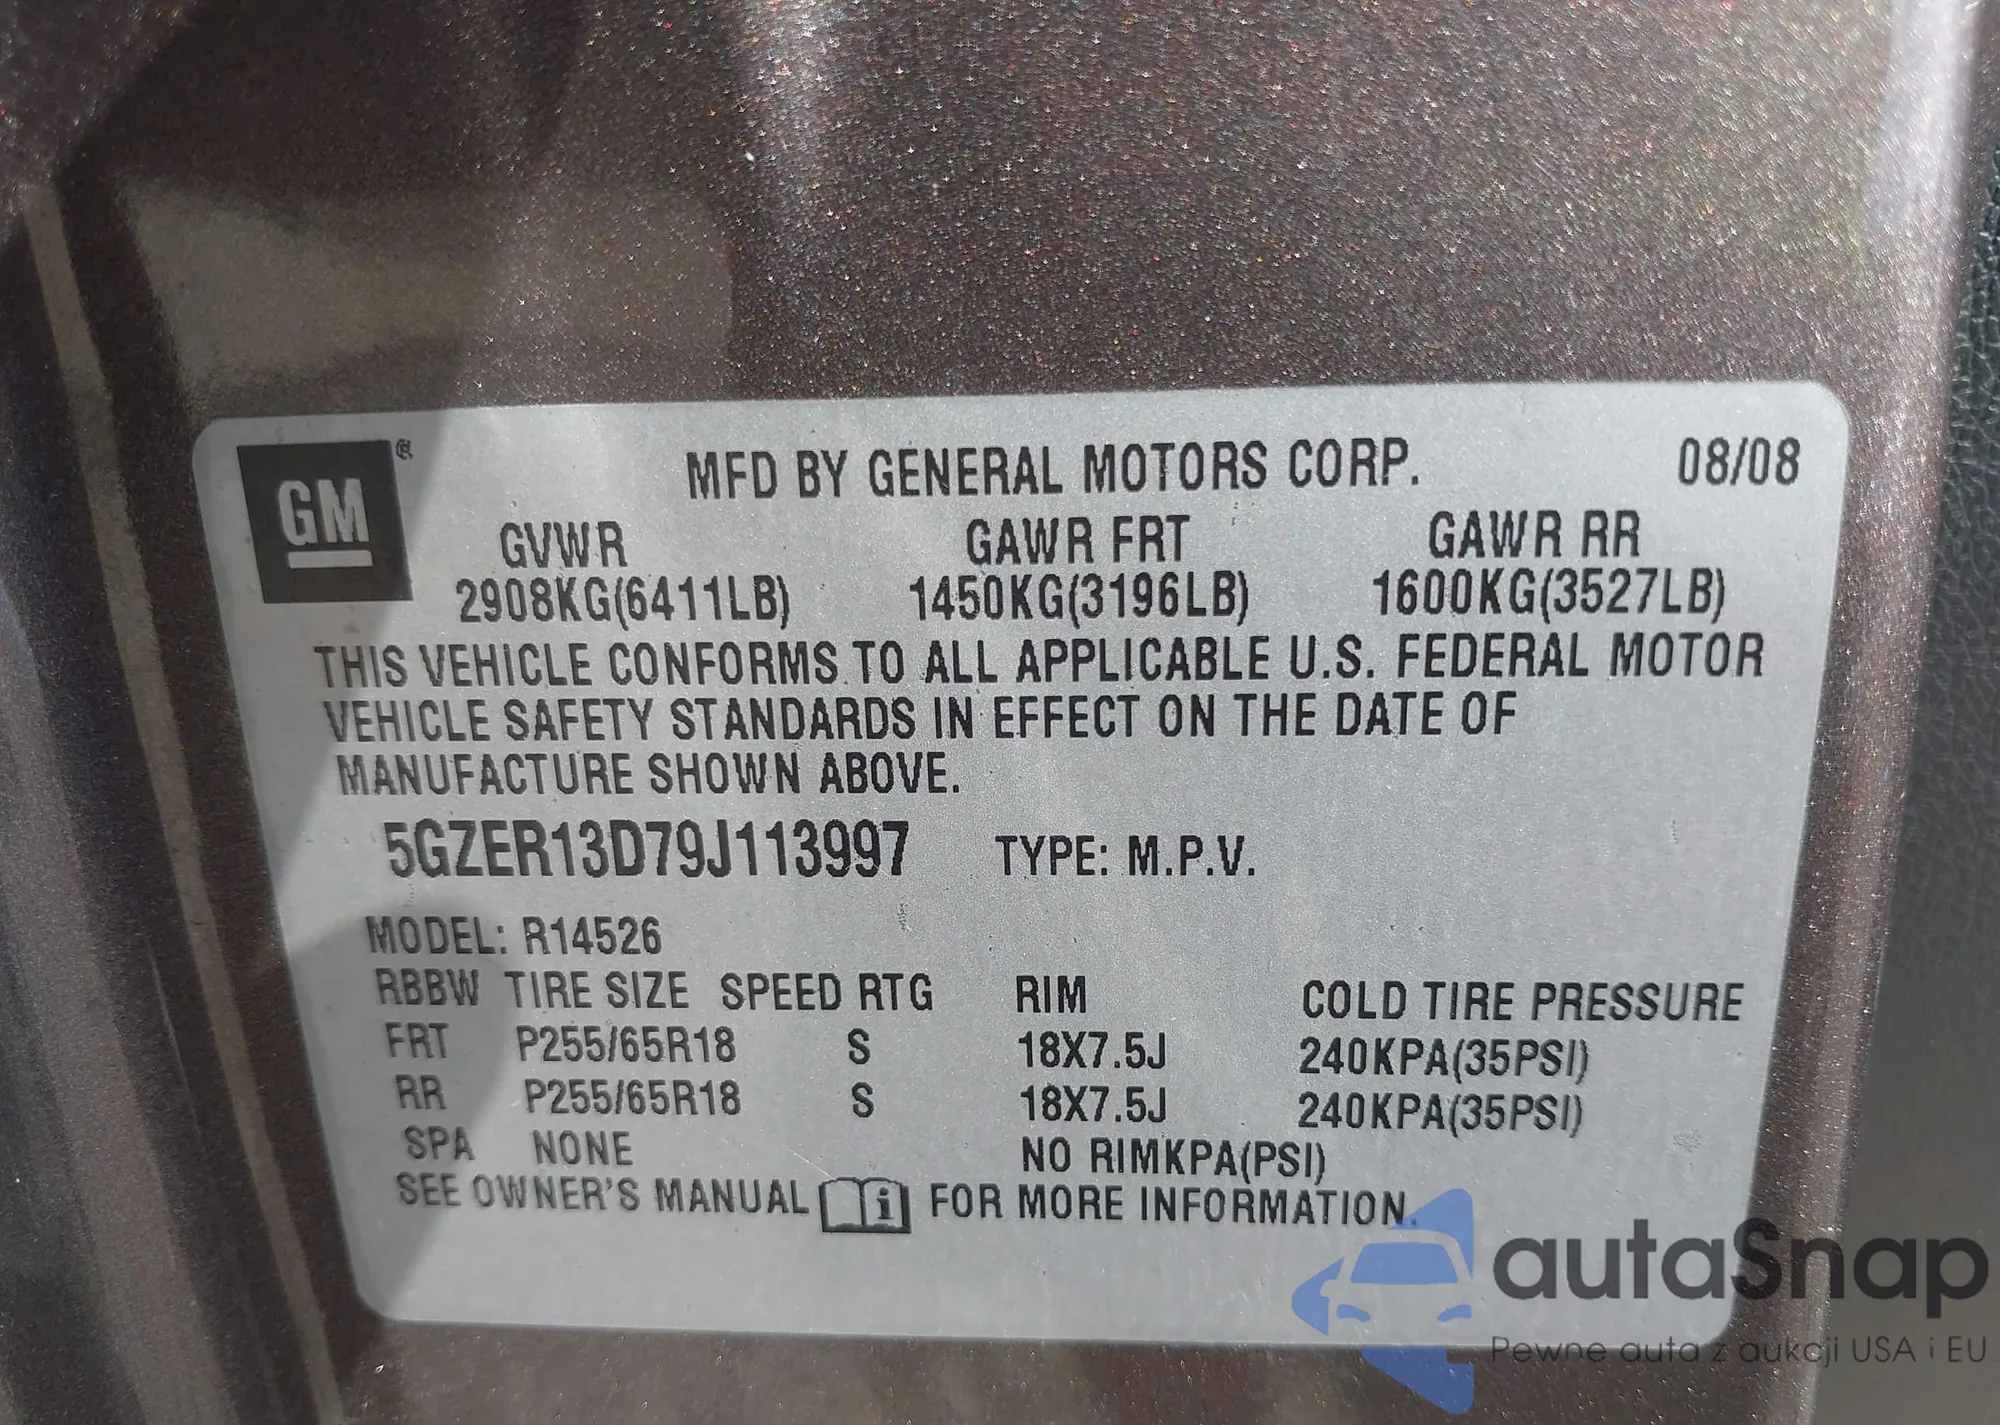 GM
MFD BY GENERAL MOTORS CORP. 08/08
GVWR GAWR FRT GAWR RR
2908KG(6411LB) 1450KG(3196LB) 1600KG(3527LB)
THIS VEHICLE CONFORMS TO ALL APPLICABLE U.S. FEDERAL MOTOR
VEHICLE SAFETY STANDARDS IN EFFECT ON THE DATE OF
MANUFACTURE SHOWN ABOVE.
5GZER13D79J113997 TYPE: M.P.V.
MODEL: R14526
RBBW TIRE SIZE SPEED RTG RIM COLD TIRE PRESSURE
FRT P255/65R18 S 18X7.5J 240KPA(35PSI)
RR P255/65R18 S 18X7.5J 240KPA(35PSI)
SPA NONE NO RIMKPA(PSI)
SEE OWNER'S MANUAL FOR MORE INFORMATION.
autaSnap
Pewne auta z aukcji USA i EU